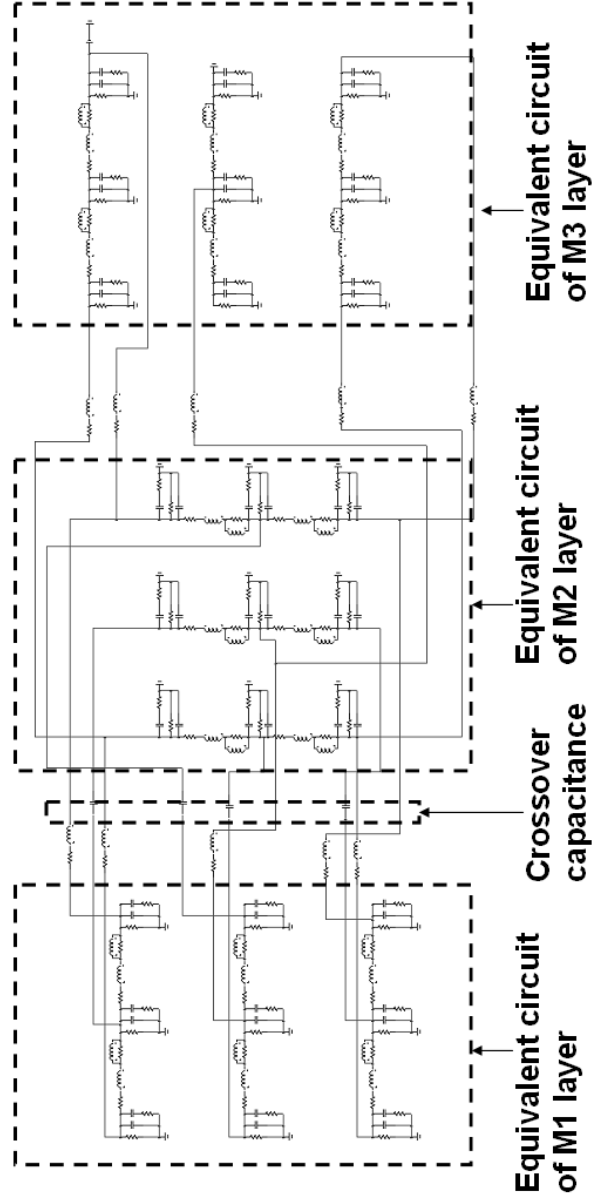 Equivalent circuit
of M1 layer
Crossover
capacitance
Equivalent circuit
of M2 layer
Equivalent circuit
of M3 layer